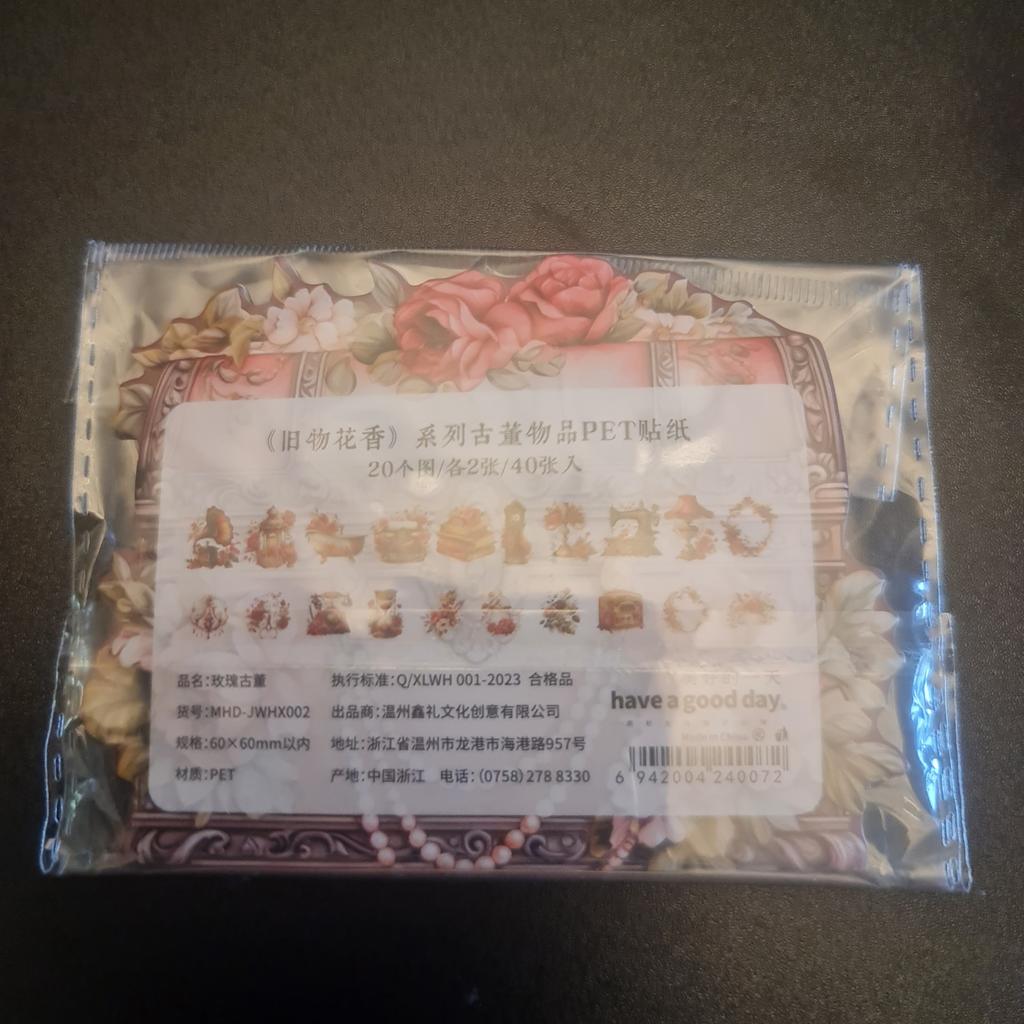 《旧物花香》系列古董物品PET贴纸
20个图/各2张/40张入
品名:玫瑰古董
货号:MHD-JWHX002
规格:60×60mm以内
材质:PET
执行标准:Q/XLWH 001-2023 合格品
出品商:温州鑫礼文化创意有限公司
地址:浙江省温州市龙港市海港路957号
产地:中国浙江 电话:(0758)278 8330
美好的一天
have a good day.
Made in China
6 942004 240072